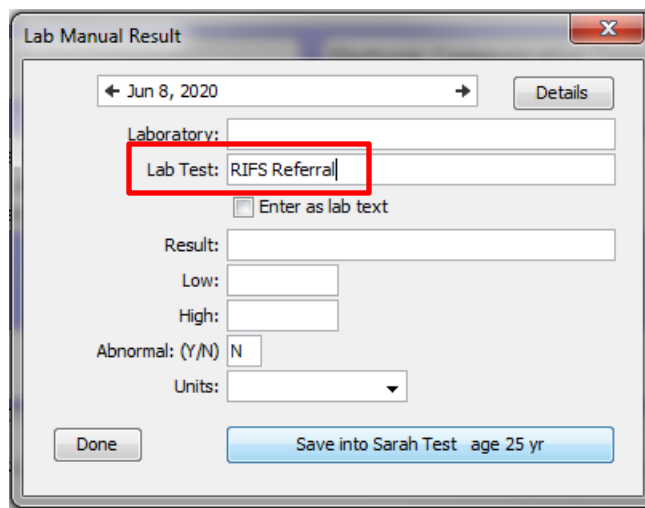 Lab Manual Result
Jun 8, 2020
Details
Laboratory:
Lab Test: RIFS Referral
Enter as lab text
Result:
Low:
High:
Abnormal: (Y/N) N
Units:
Done
Save into Sarah Test age 25 yr